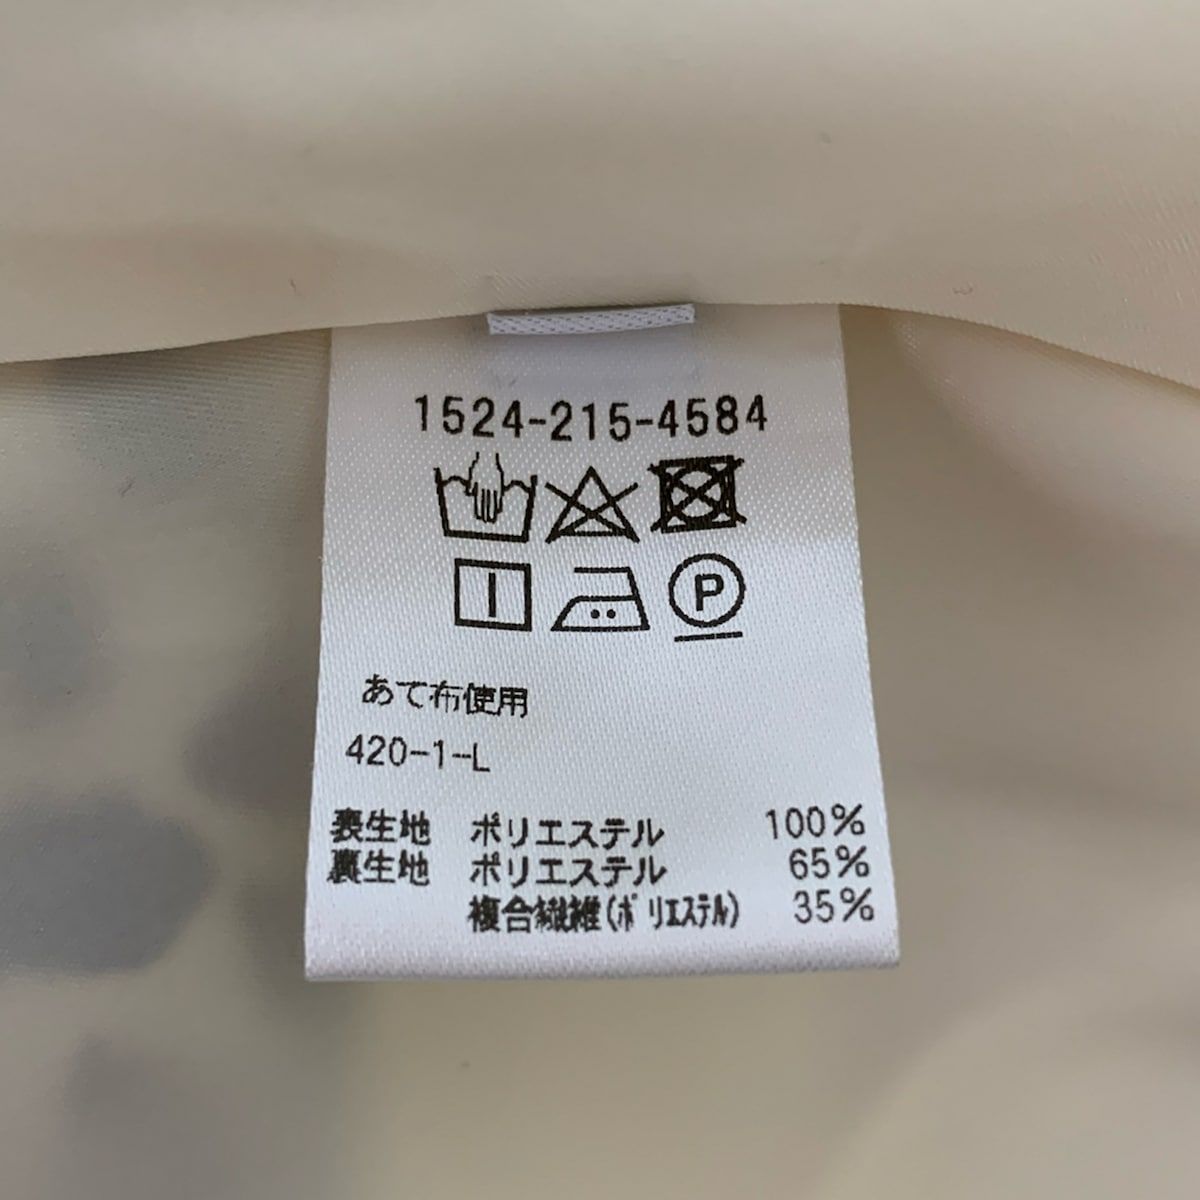 1524-215-4584
P
あて布使用
420-1-L
表生地 ポリエステル 100%
裏生地 ポリエステル 65%
複合繊維(ポリエステル) 35%